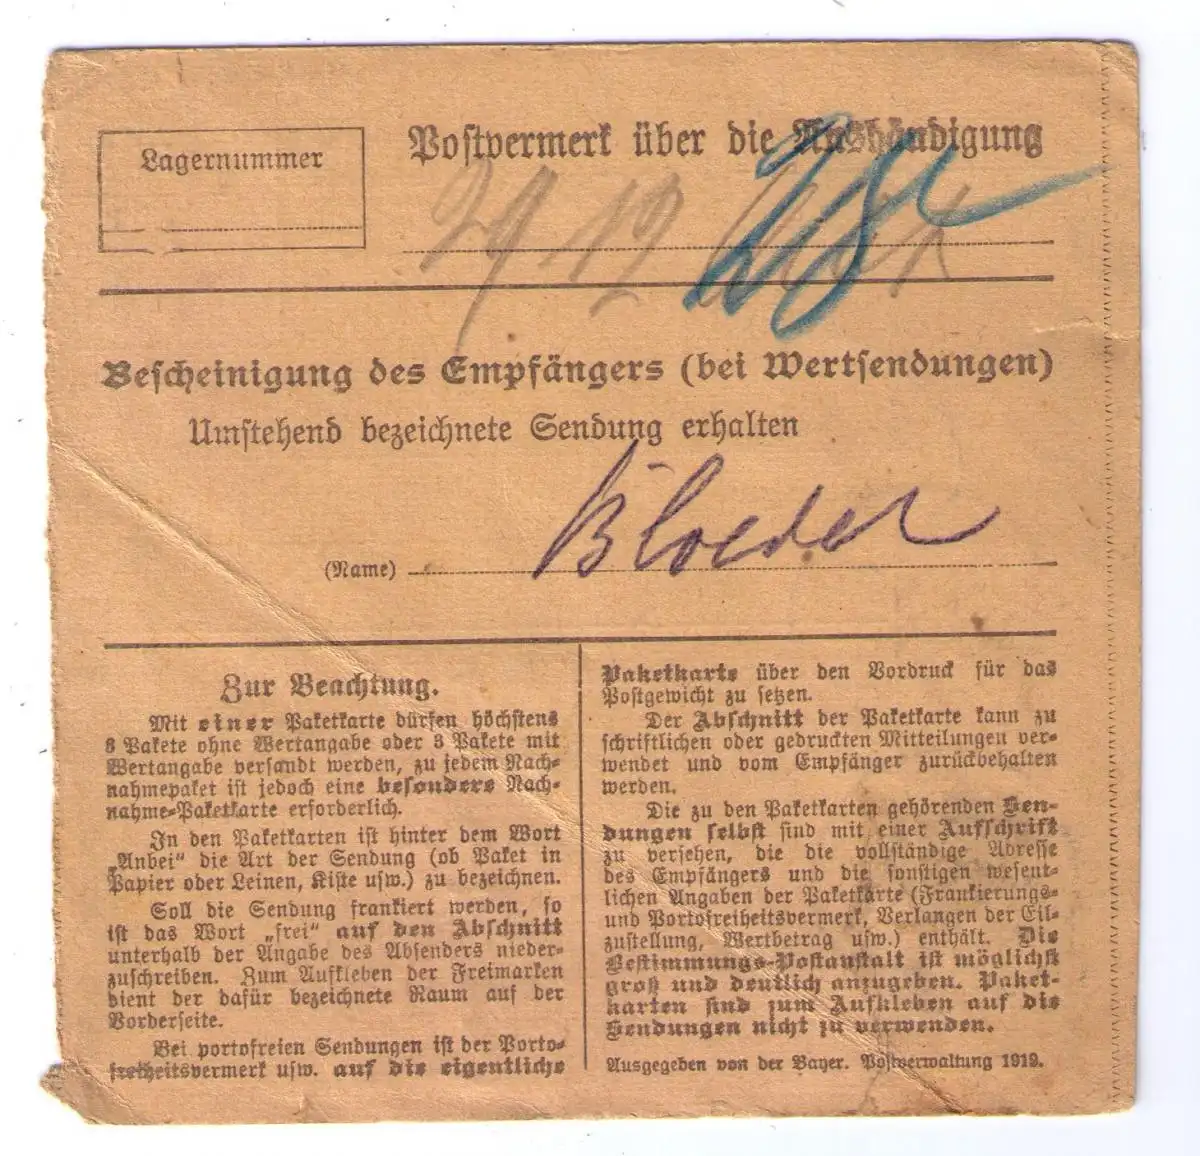 Lagernummer
Postvermerk über die Aushändigung
29 12
Bescheinigung des Empfängers (bei Wertsendungen)
Umstehend bezeichnete Sendung erhalten
(Name) Bloeder
Zur Beachtung.
Mit einer Paketkarte dürfen höchstens
3 Pakete ohne Wertangabe oder 3 Pakete mit
Wertangabe versandt werden, zu jedem Nach-
nahmepaket ist jedoch eine besondere Nach-
nahme-Paketkarte erforderlich.
In den Paketkarten ist hinter dem Wort
„Anbei“ die Art der Sendung (ob Paket in
Papier oder Leinen, Kiste usw.) zu bezeichnen.
Soll die Sendung frankiert werden, so
ist das Wort „frei“ auf den Abschnitt
unterhalb der Angabe des Absenders nieder-
zuschreiben. Zum Aufkleben der Freimarken
dient der dafür bezeichnete Raum auf der
Vorderseite.
Bei portofreien Sendungen ist der Porto-
freiheitsvermerk usw. auf die eigentliche
Paketkarte über den Vordruck für das
Postgewicht zu setzen.
Der Abschnitt der Paketkarte kann zu
schriftlichen oder gedruckten Mitteilungen ver-
wendet und vom Empfänger zurückbehalten
werden.
Die zu den Paketkarten gehörenden Sen-
dungen selbst sind mit einer Aufschrift
zu versehen, die die vollständige Adresse
des Empfängers und die sonstigen wesent-
lichen Angaben der Paketkarte (Frankierungs-
und Portofreiheitsvermerk, Verlangen der Eil-
zustellung, Wertbetrag usw.) enthält. Die
Bestimmungs-Postanstalt ist möglichst
groß und deutlich anzugeben. Paket-
karten sind zum Aufkleben auf die
Sendungen nicht zu verwenden.
Ausgegeben von der Bayer. Postverwaltung 1919.